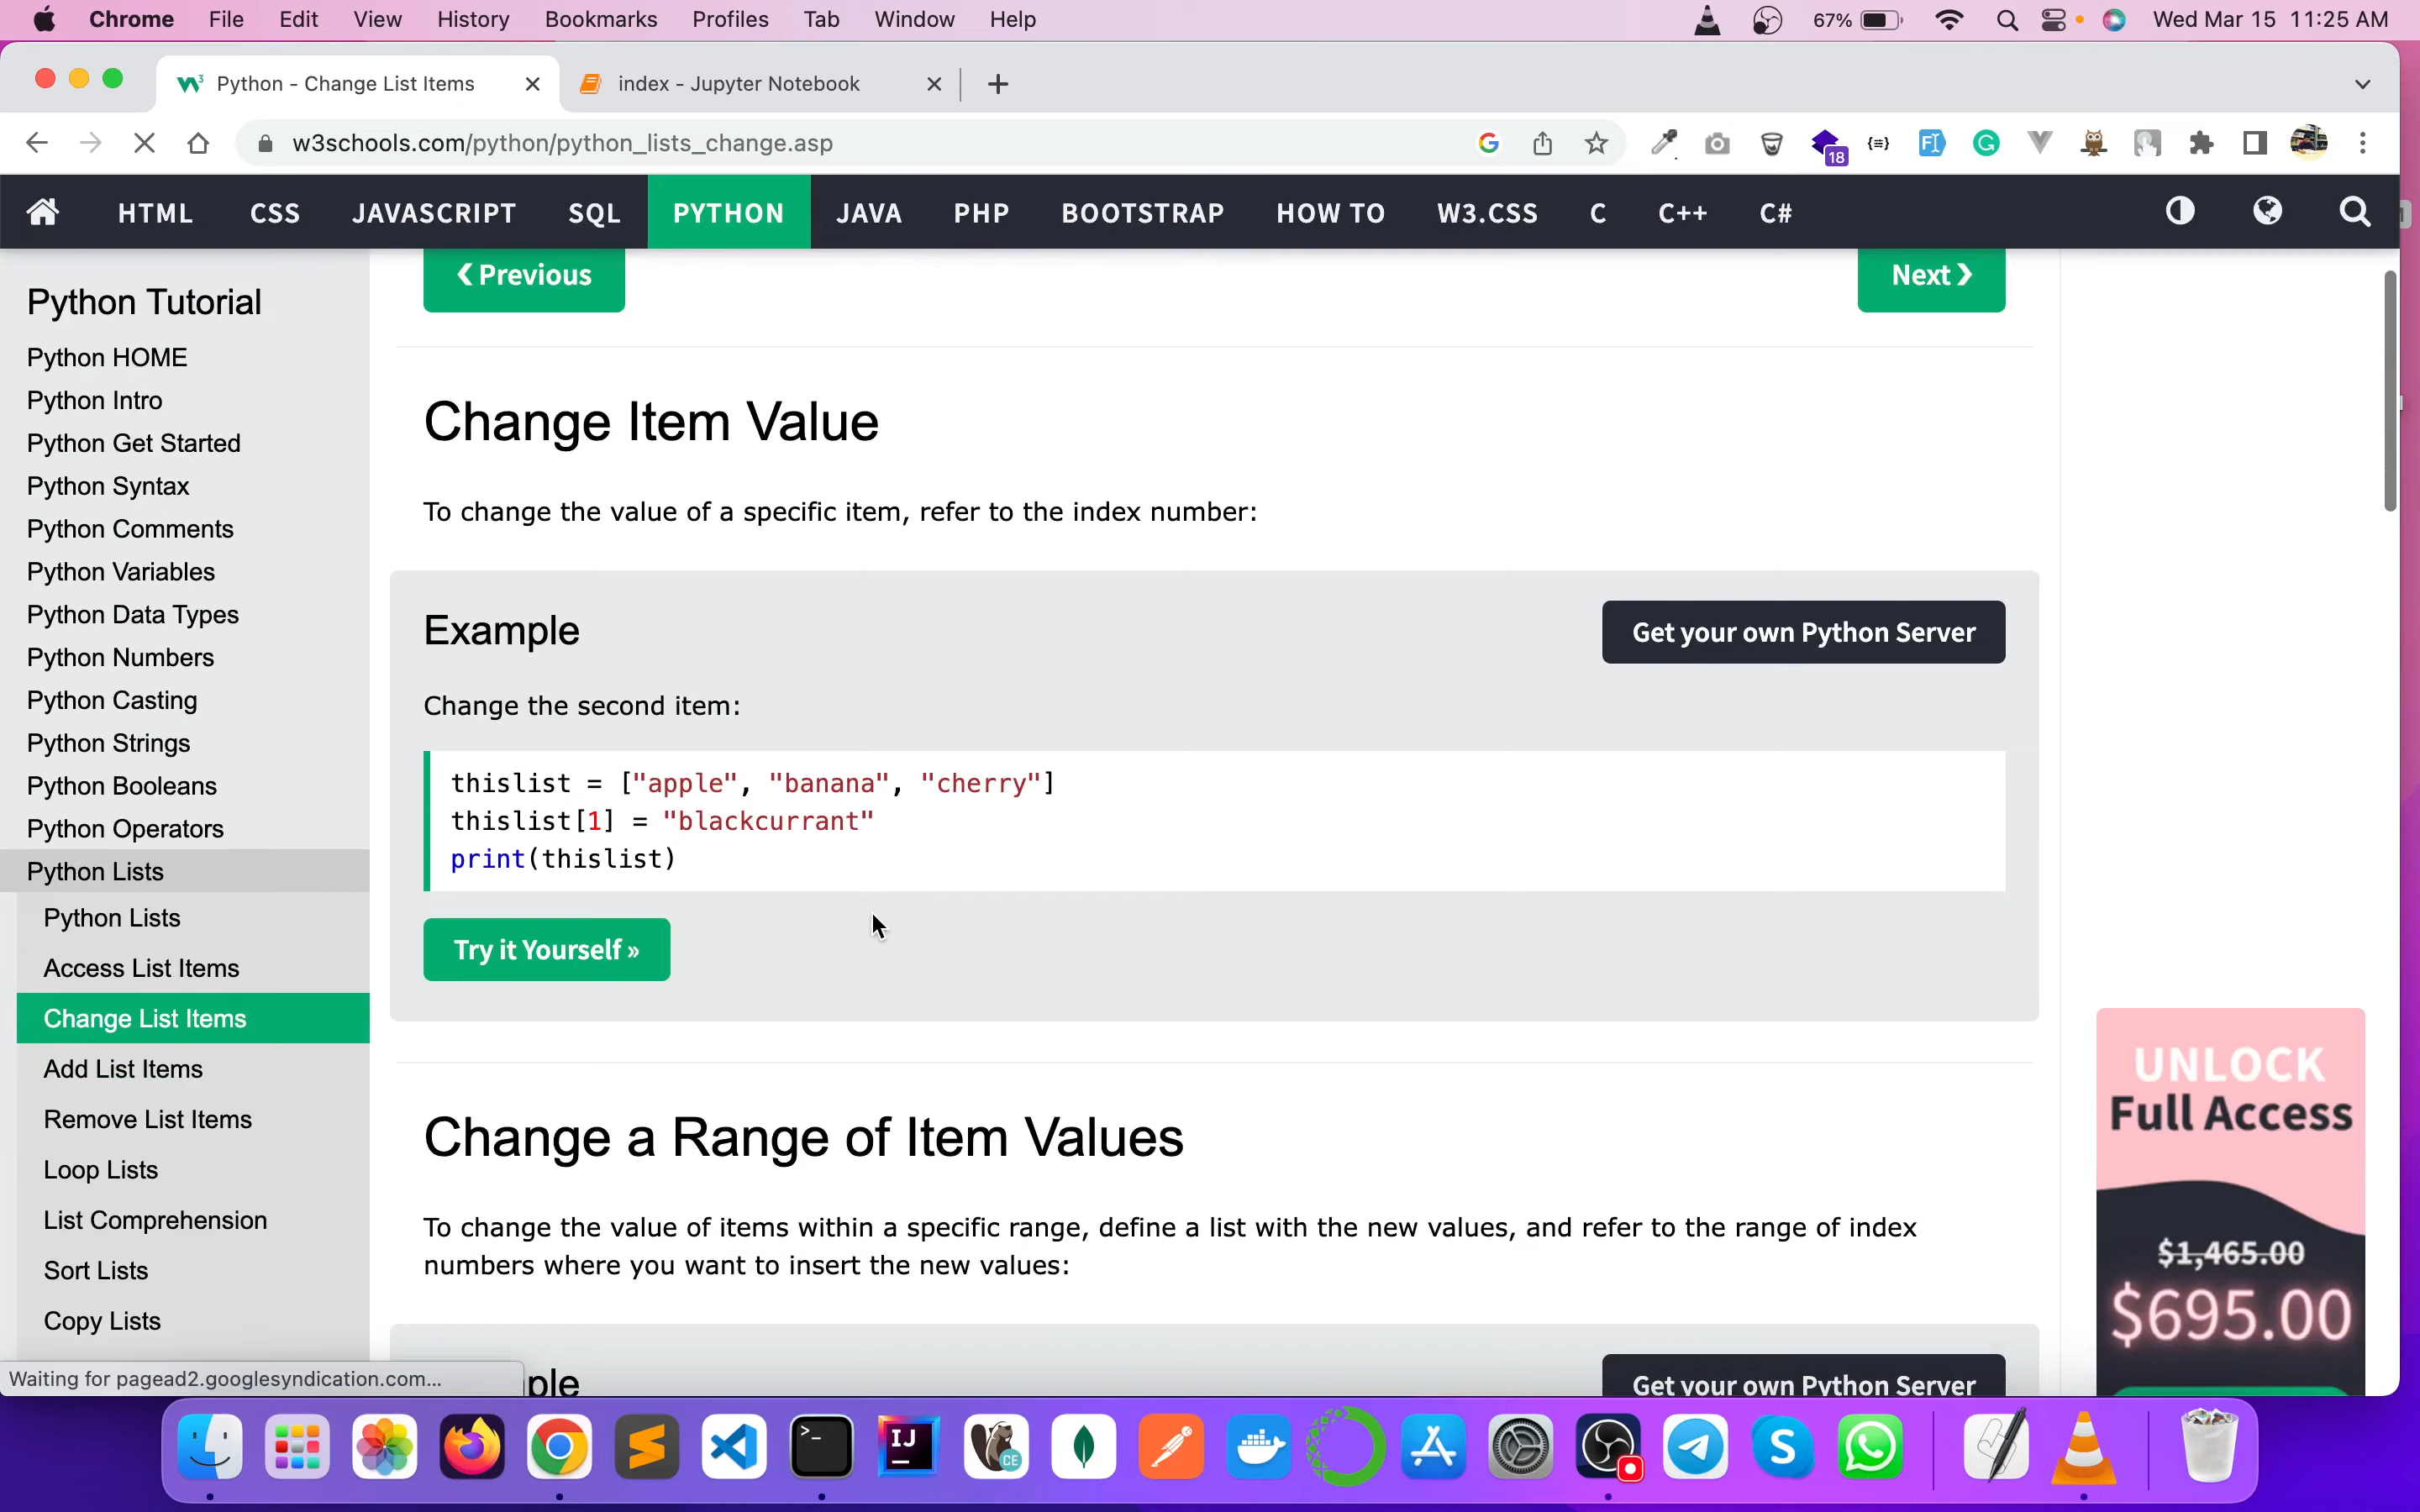 Chrome File Edit View History Bookmarks Profiles Tab Window Help 67% Wed Mar 15 11:25 AM
Python - Change List Items index - Jupyter Notebook
w3schools.com/python/python_lists_change.asp 18
HTML CSS JAVASCRIPT SQL PYTHON JAVA PHP BOOTSTRAP HOW TO W3.CSS C C++ C#
❮ Previous Next ❯
Python Tutorial
Python HOME
Python Intro
Python Get Started
Python Syntax
Python Comments
Python Variables
Python Data Types
Python Numbers
Python Casting
Python Strings
Python Booleans
Python Operators
Python Lists
Python Lists
Access List Items
Change List Items
Add List Items
Remove List Items
Loop Lists
List Comprehension
Sort Lists
Copy Lists
Waiting for pagead2.googlesyndication.com...
Change Item Value
To change the value of a specific item, refer to the index number:
Example
Get your own Python Server
Change the second item:
thislist = ["apple", "banana", "cherry"]
thislist[1] = "blackcurrant"
print(thislist)
Try it Yourself »
Change a Range of Item Values
To change the value of items within a specific range, define a list with the new values, and refer to the range of index
numbers where you want to insert the new values:
ple
Get your own Python Server
UNLOCK
Full Access
$1,465.00
$695.00
IJ CE S